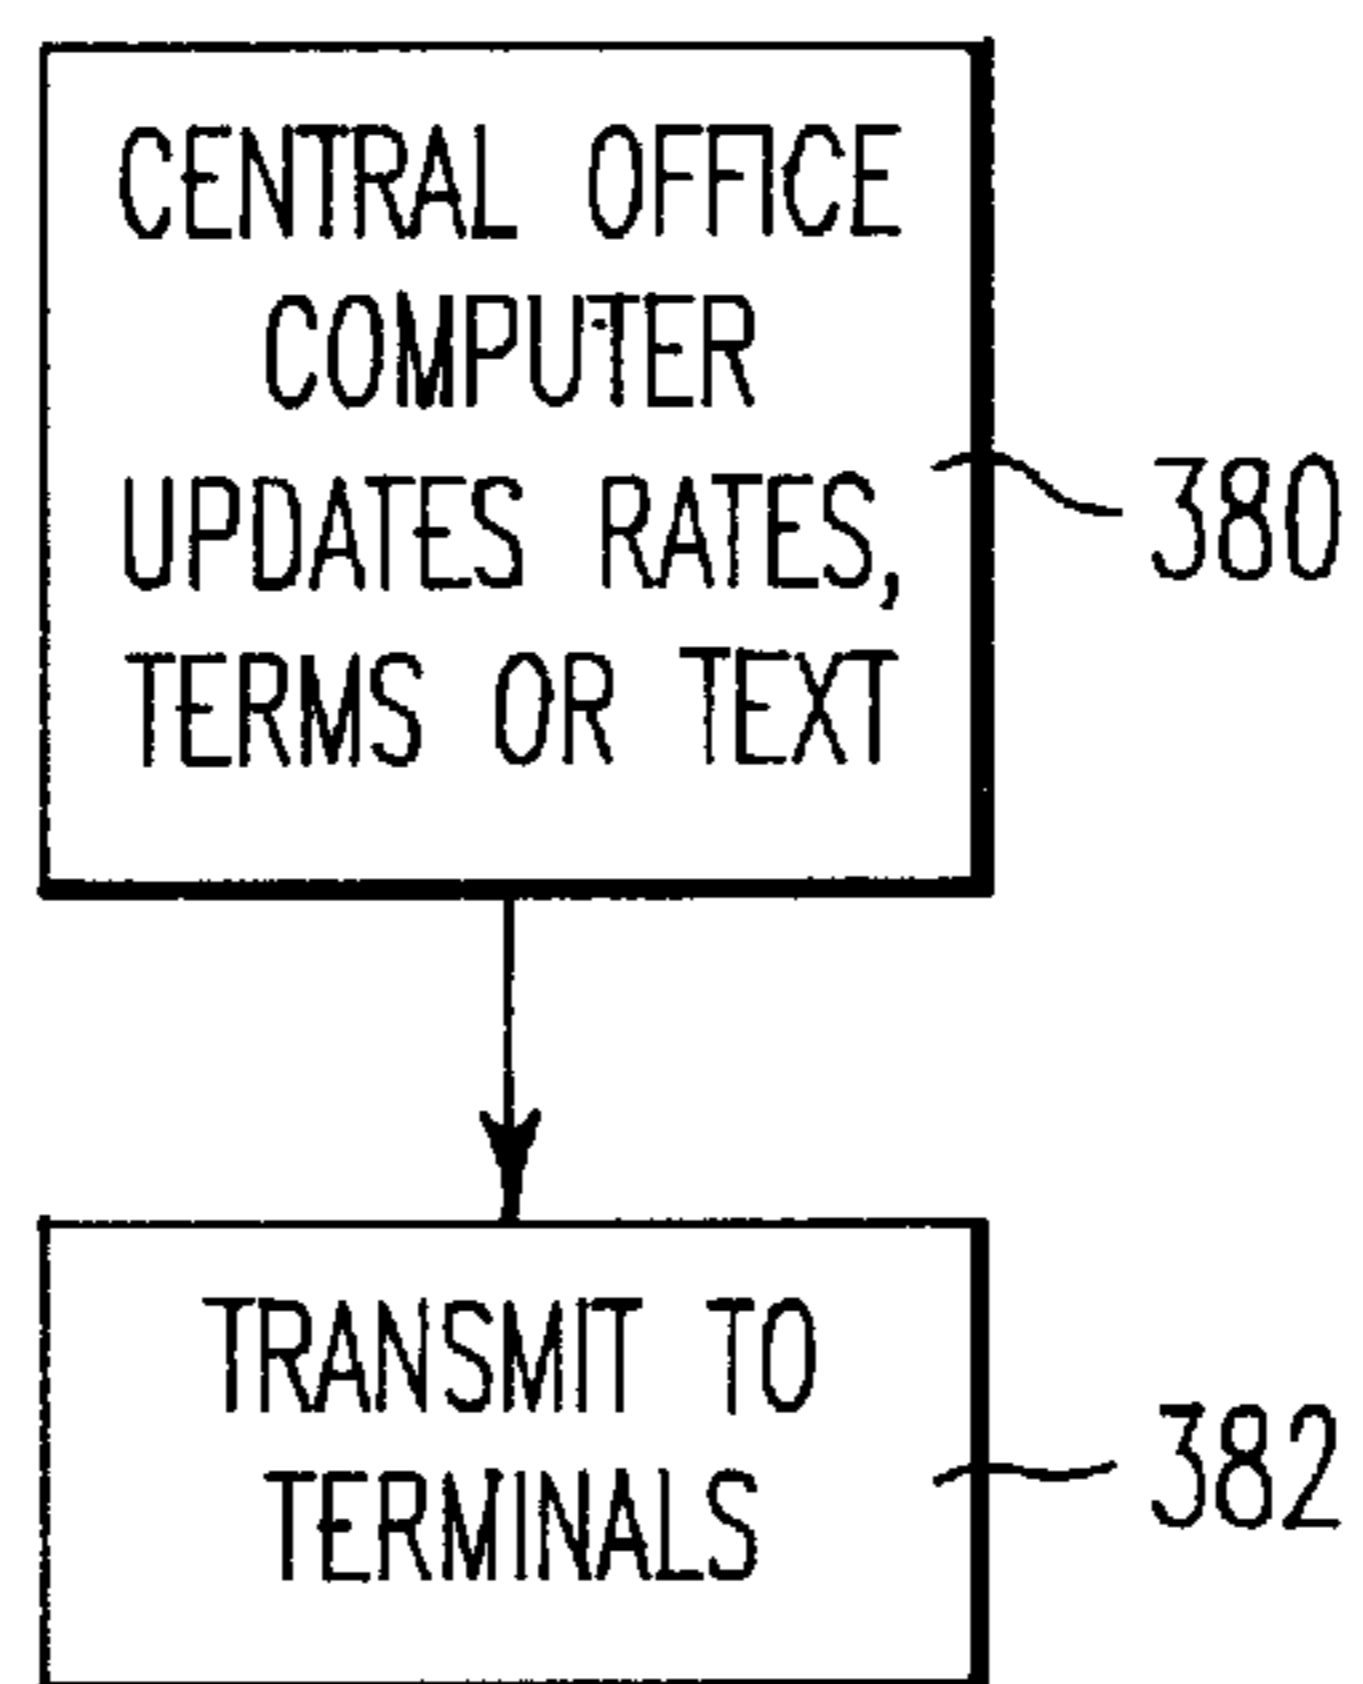 CENTRAL OFFICE
COMPUTER
UPDATES RATES,
TERMS OR TEXT
380
TRANSMIT TO
TERMINALS
382